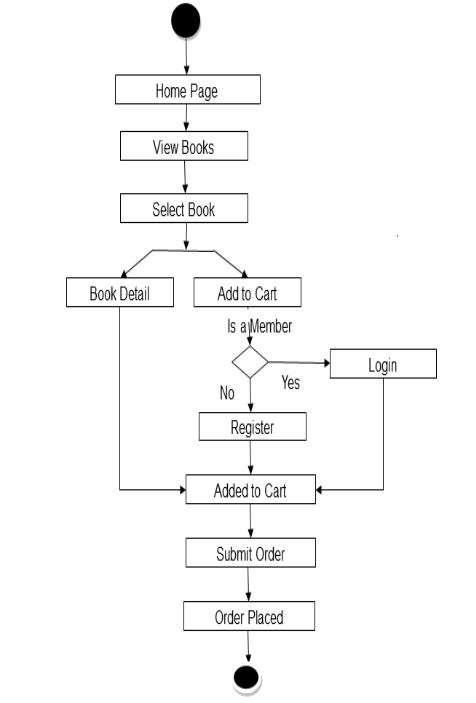 Home Page
View Books
Select Book
Book Detail
Add to Cart
Is a Member
Login
No
Yes
Register
Added to Cart
Submit Order
Order Placed